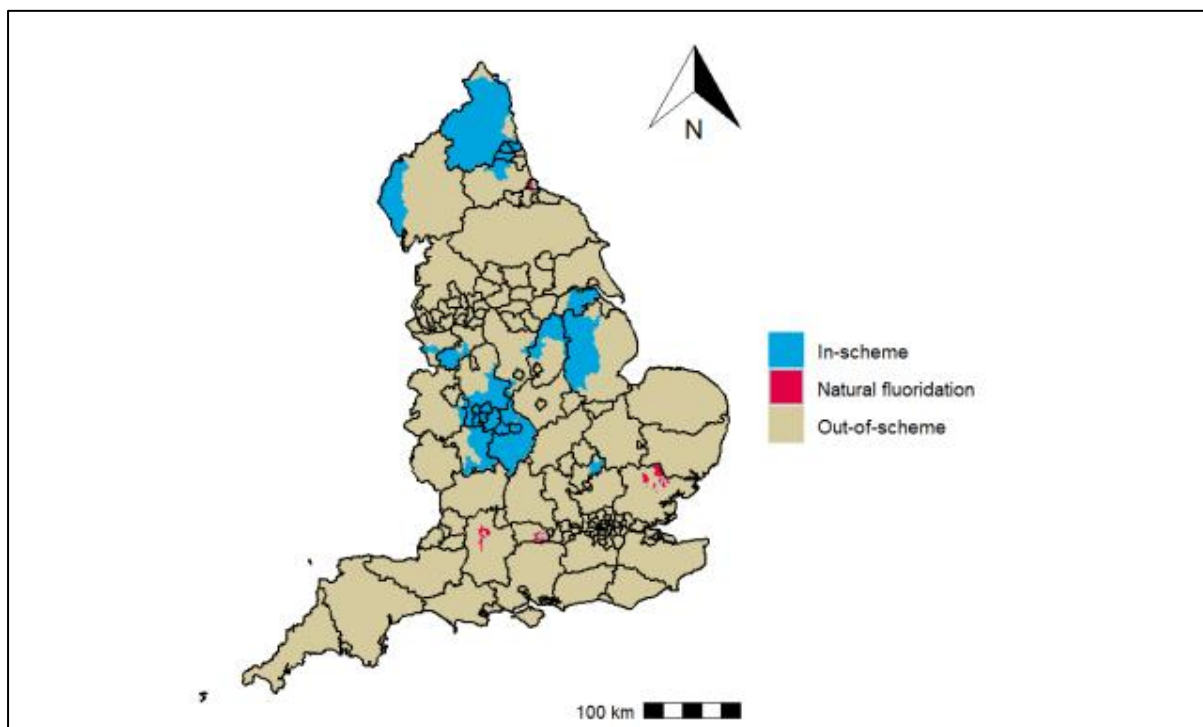 N
In-scheme
Natural fluoridation
Out-of-scheme
100 km